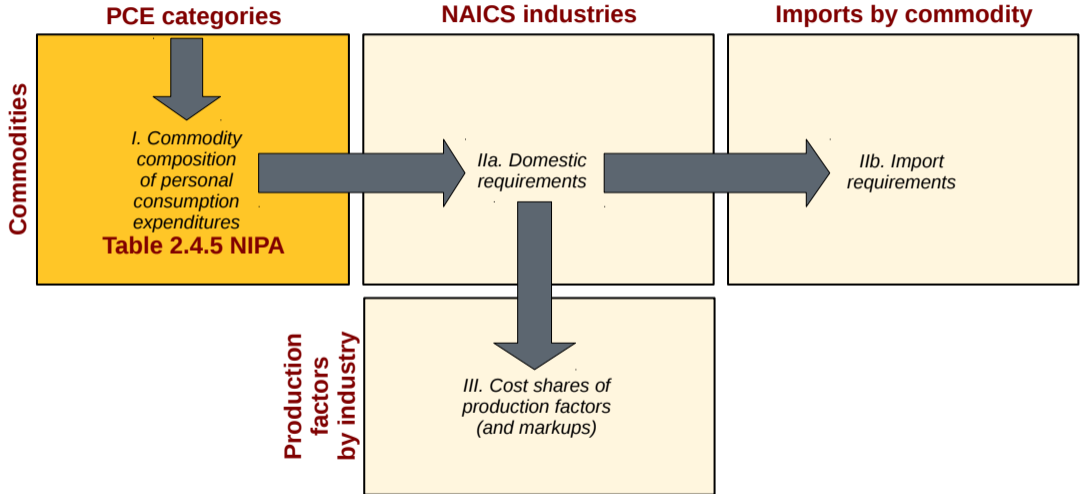 PCE categories
NAICS industries
Imports by commodity
Commodities
I. Commodity
composition
of personal
consumption
expenditures
Table 2.4.5 NIPA
IIa. Domestic
requirements
IIb. Import
requirements
Production
factors
by industry
III. Cost shares of
production factors
(and markups)